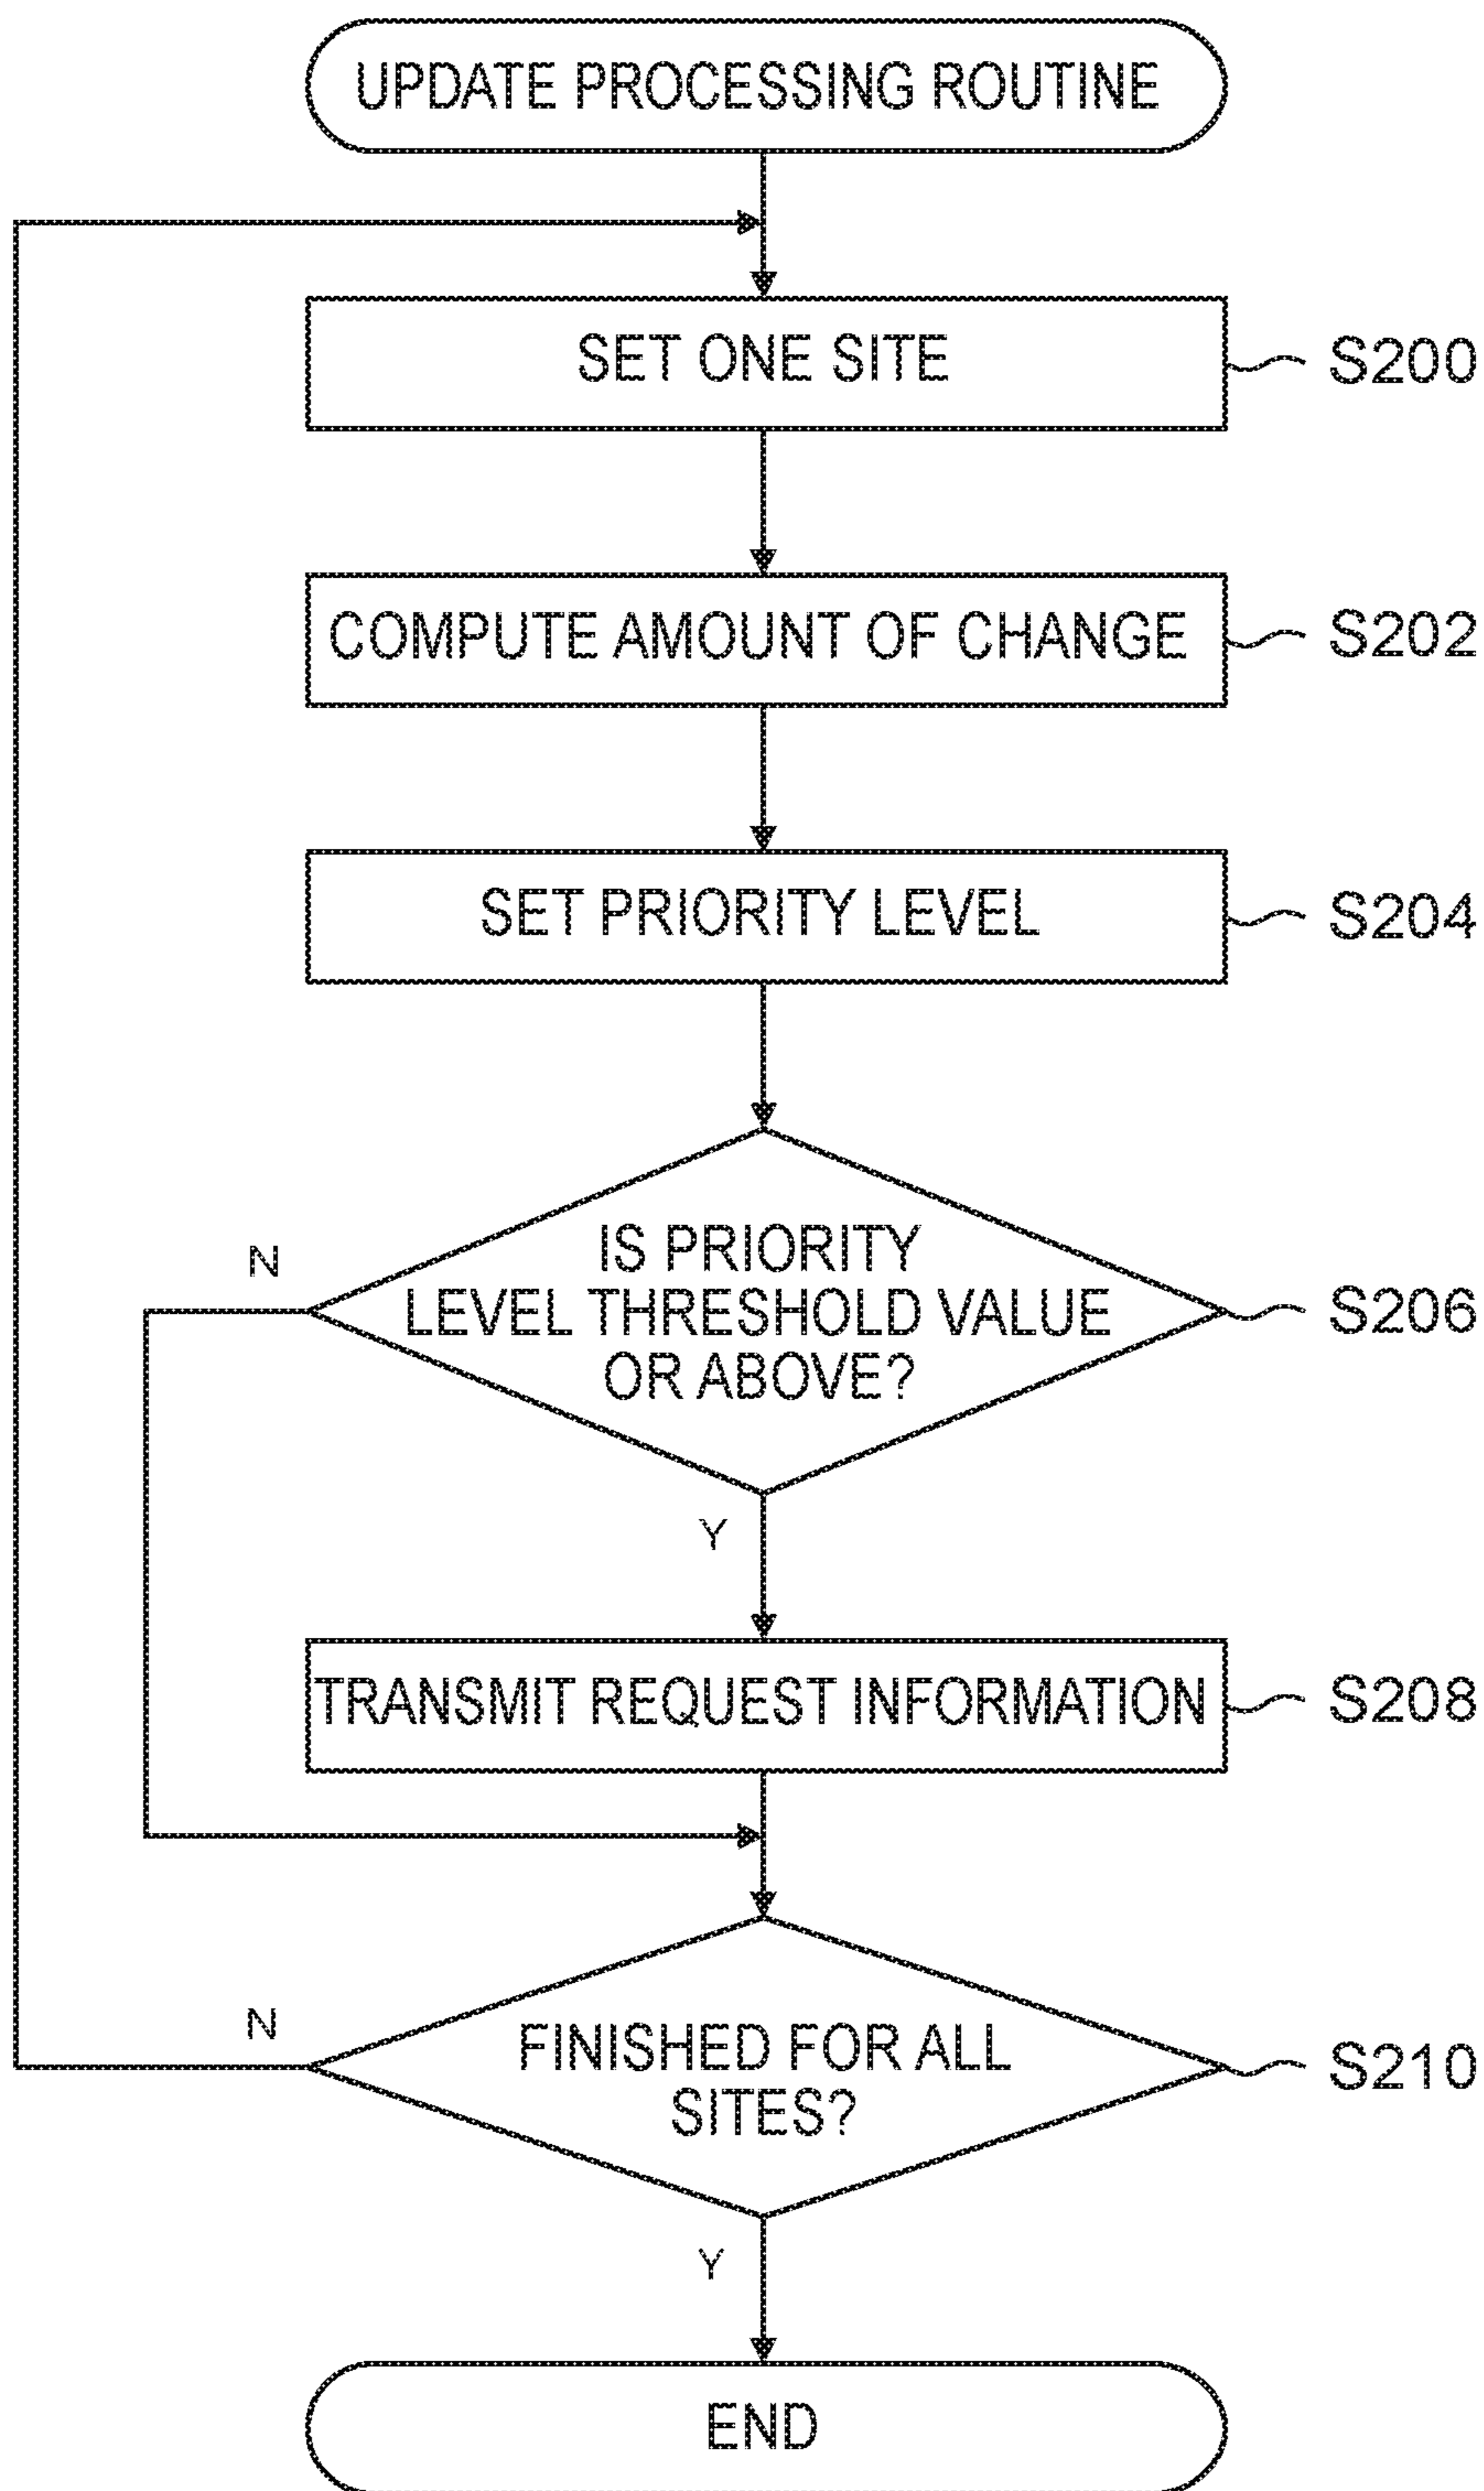 UPDATE PROCESSING ROUTINE
SET ONE SITE
S200
COMPUTE AMOUNT OF CHANGE
S202
SET PRIORITY LEVEL
S204
IS PRIORITY
LEVEL THRESHOLD VALUE
OR ABOVE?
S206
N
Y
TRANSMIT REQUEST INFORMATION
S208
FINISHED FOR ALL
SITES?
S210
N
Y
END